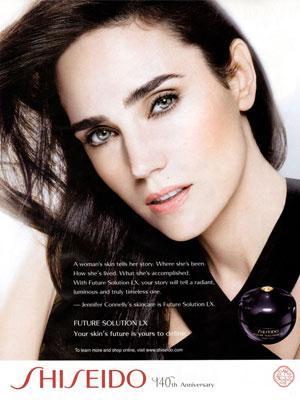 A woman's skin tells her story. Where she's been.
How she's lived. What she's accomplished.
With Future Solution LX, your story will tell a radiant,
luminous and truly timeless one.
— Jennifer Connelly's skincare is Future Solution LX.
FUTURE SOLUTION LX
Your skin's future is yours to define.
SHISEIDO
To learn more and shop online, visit www.shiseido.com
SHISEIDO 140th Anniversary